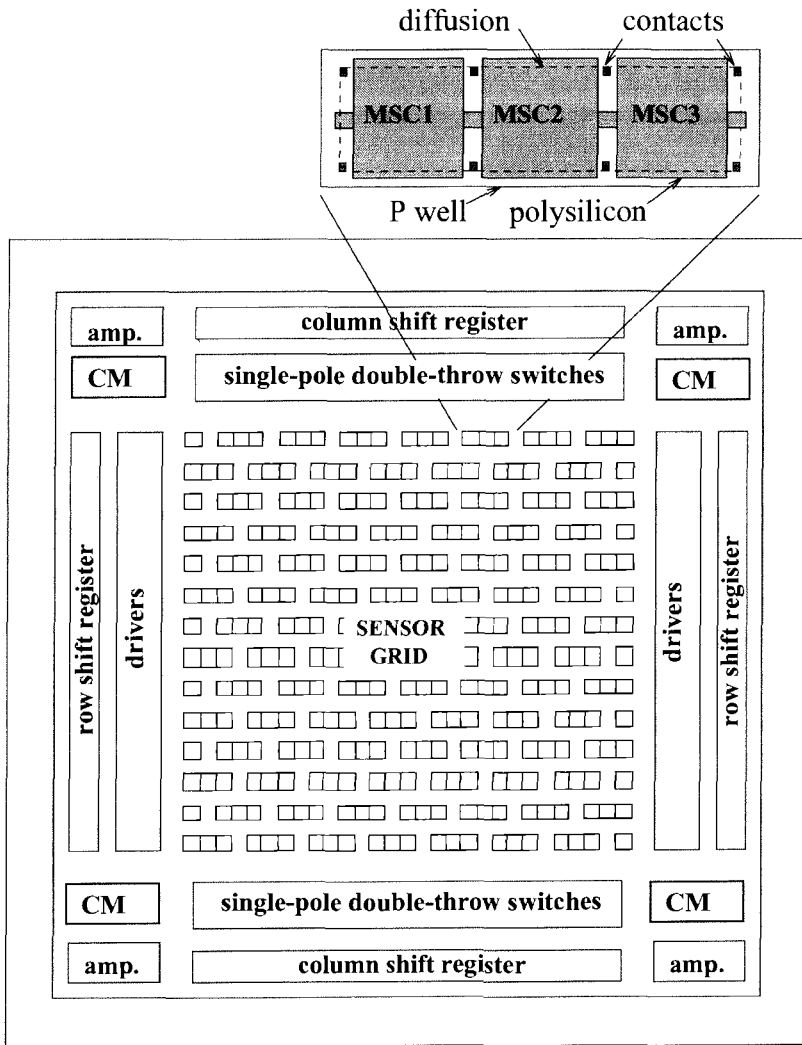 diffusion contacts
MSC1 MSC2 MSC3
P well polysilicon
amp. column shift register amp.
CM single-pole double-throw switches CM
row shift register
drivers
SENSOR
GRID
drivers
row shift register
CM single-pole double-throw switches CM
amp. column shift register amp.